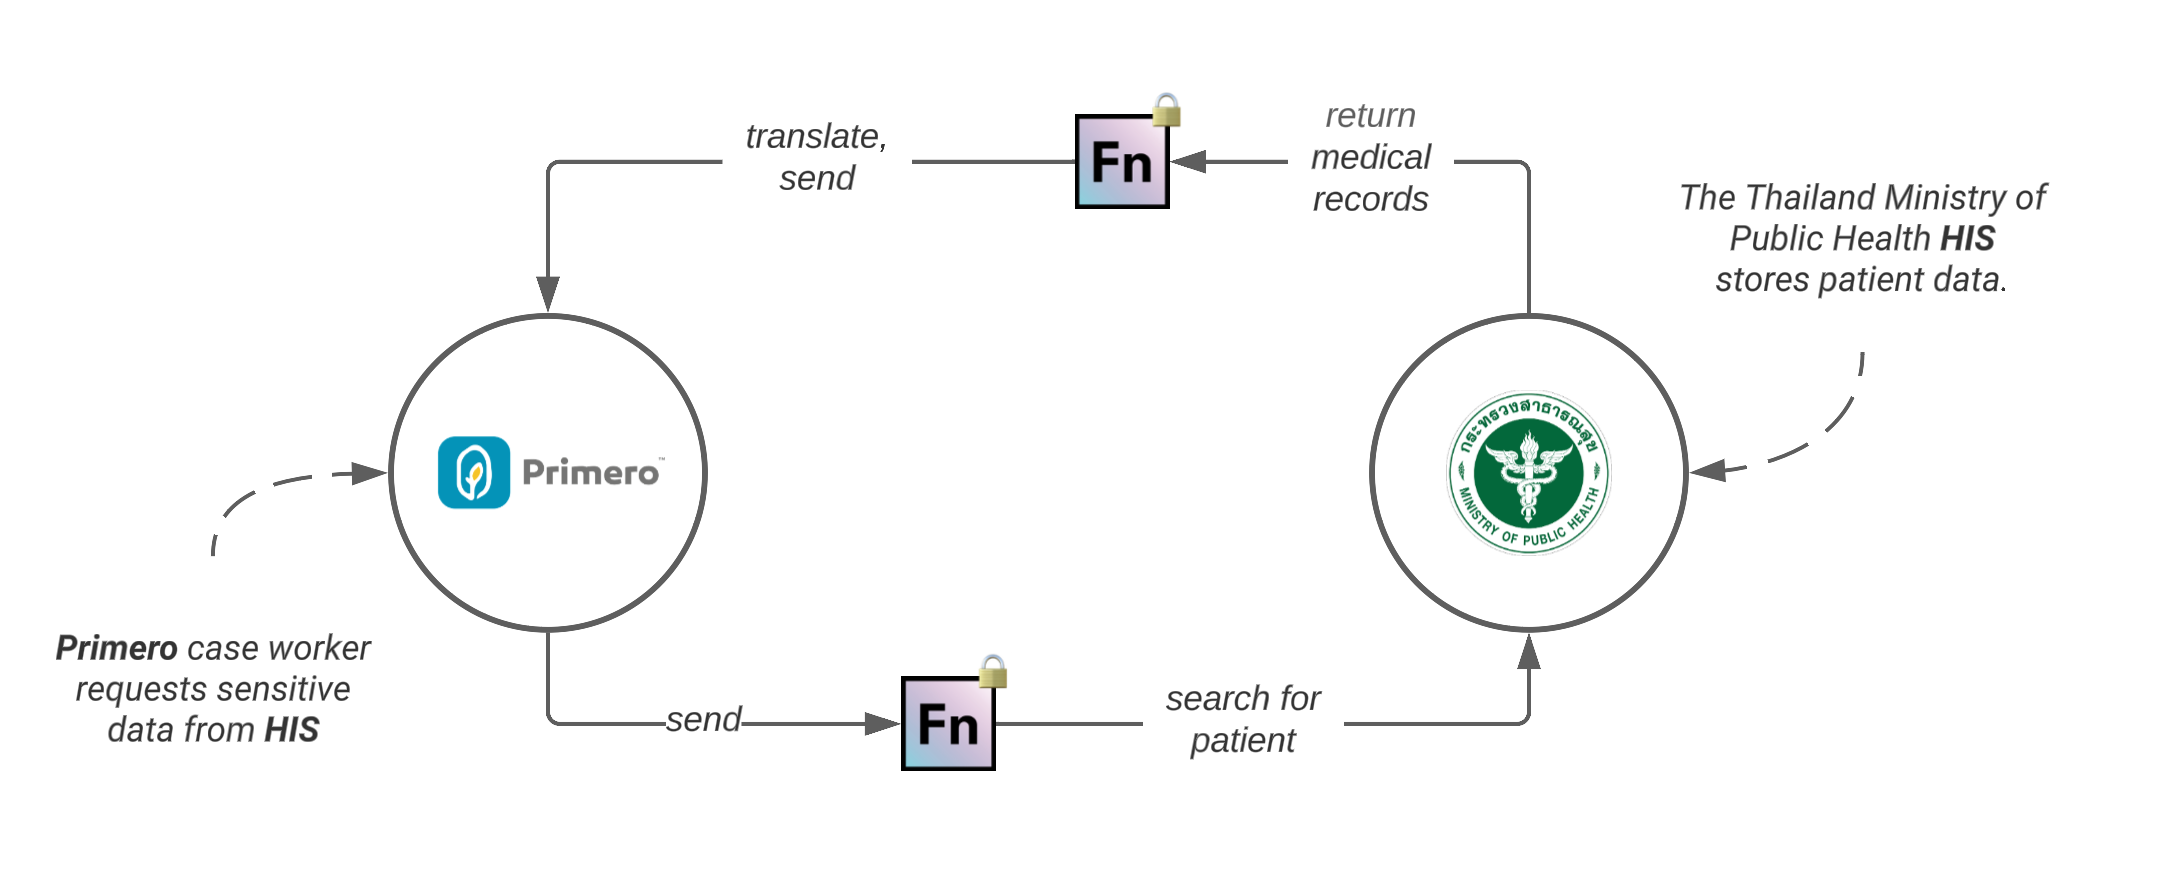 translate,
send
Fn
return
medical
records
The Thailand Ministry of
Public Health HIS
stores patient data.
Primero™
กระทรวงสาธารณสุข
MINISTRY OF PUBLIC HEALTH
Primero case worker
requests sensitive
data from HIS
send
Fn
search for
patient